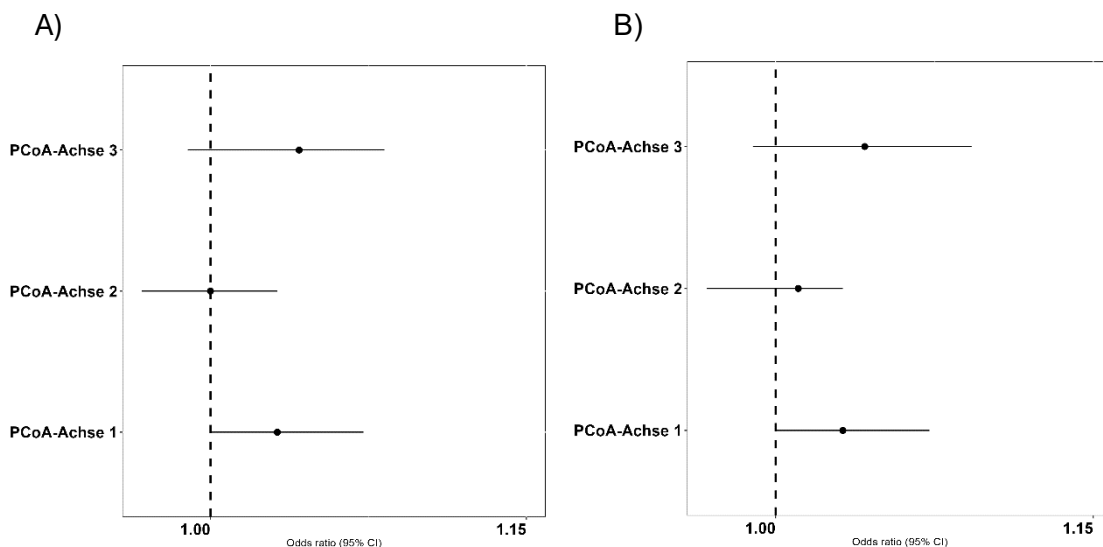 A)
PCoA-Achse 3
PCoA-Achse 2
PCoA-Achse 1
1.00
1.15
Odds ratio (95% CI)
B)
PCoA-Achse 3
PCoA-Achse 2
PCoA-Achse 1
1.00
1.15
Odds ratio (95% CI)